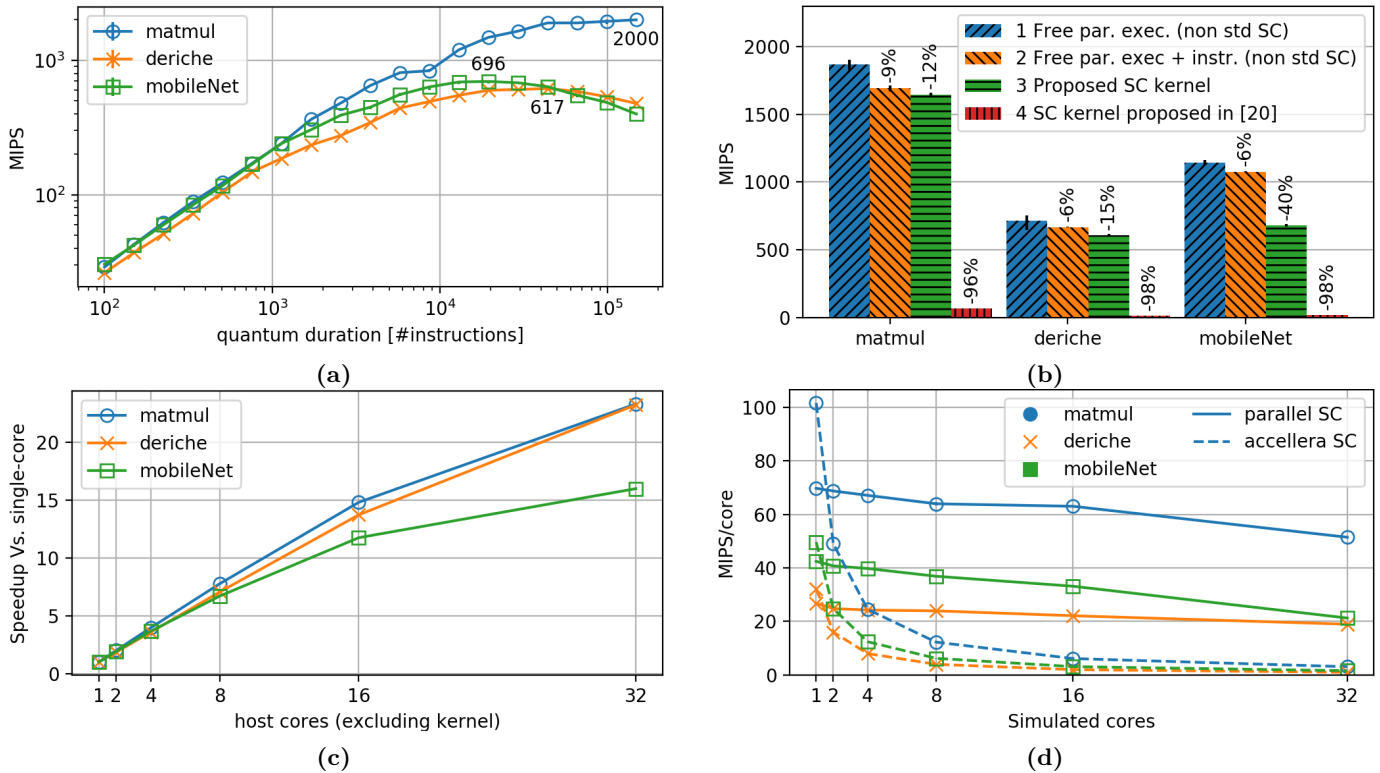 matmul
deriche
mobileNet
2000
696
617
10³
10²
MIPS
10²
10³
10⁴
10⁵
quantum duration [#instructions]
(a)
1 Free par. exec. (non std SC)
2 Free par. exec + instr. (non std SC)
3 Proposed SC kernel
4 SC kernel proposed in [20]
2000
1500
1000
500
0
MIPS
-9%
-12%
-96%
-6%
-15%
-98%
-6%
-40%
-98%
matmul
deriche
mobileNet
(b)
matmul
deriche
mobileNet
20
15
10
5
0
Speedup Vs. single-core
1
2
4
8
16
32
host cores (excluding kernel)
(c)
matmul
deriche
mobileNet
parallel SC
accellera SC
100
80
60
40
20
0
MIPS/core
1
2
4
8
16
32
Simulated cores
(d)